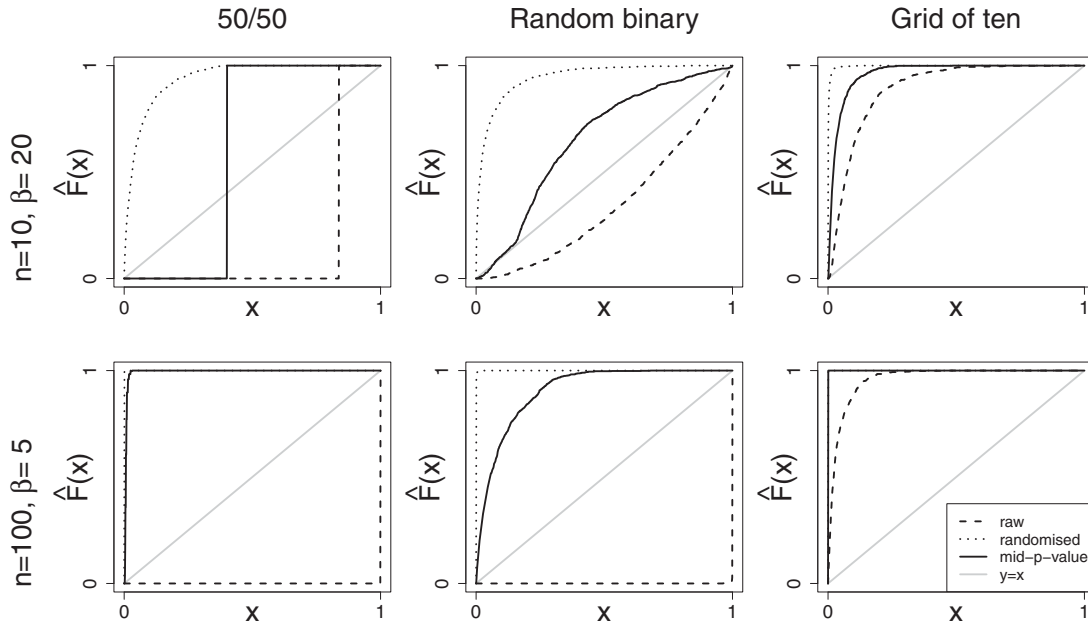 50/50
Random binary
Grid of ten
n=10, β= 20
F̂(x)
1
0
0
x
1
F̂(x)
1
0
0
x
1
F̂(x)
1
0
0
x
1
n=100, β= 5
F̂(x)
1
0
0
x
1
F̂(x)
1
0
0
x
1
F̂(x)
1
0
0
x
1
raw
randomised
mid−p−value
y=x